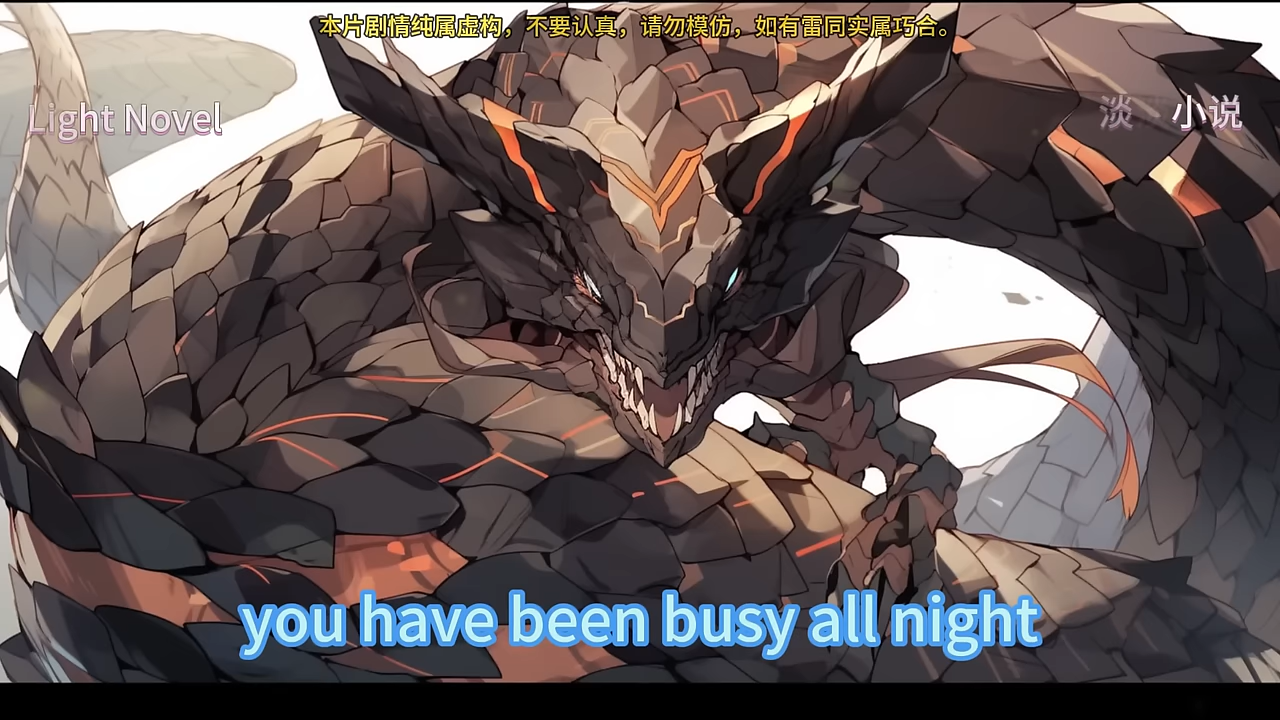 本片剧情纯属虚构，不要认真，请勿模仿，如有雷同实属巧合。
Light Novel
淡 小说
you have been busy all night